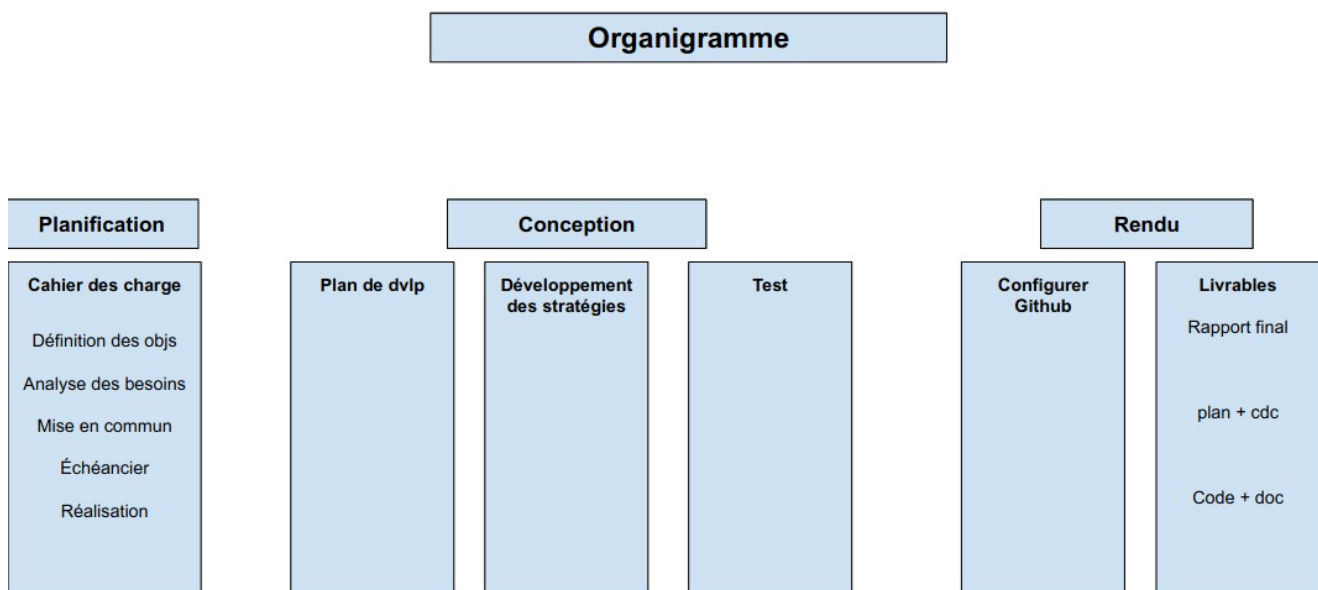 Organigramme
Planification
Cahier des charge
Définition des objs
Analyse des besoins
Mise en commun
Échéancier
Réalisation
Conception
Plan de dvlp
Développement
des stratégies
Test
Rendu
Configurer
Github
Livrables
Rapport final
plan + cdc
Code + doc